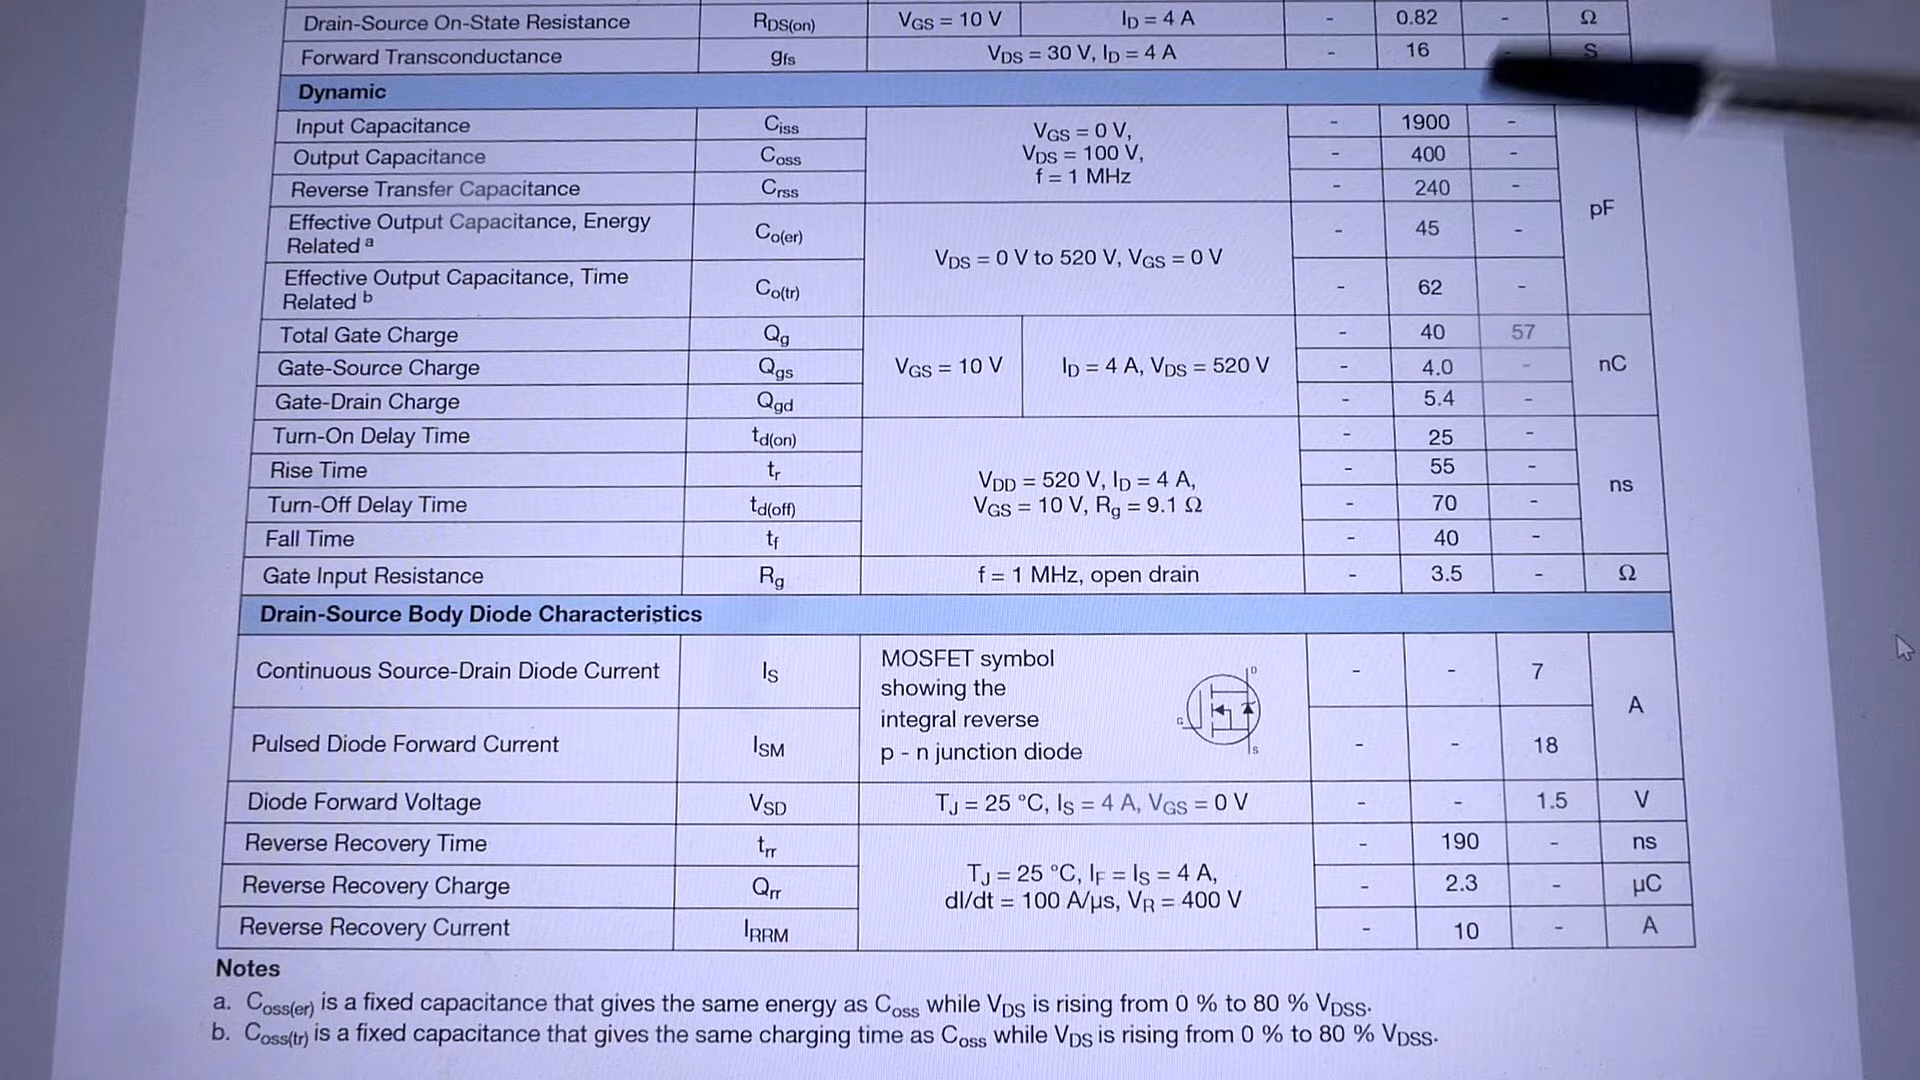 Drain-Source On-State Resistance RDS(on) VGS = 10 V ID = 4 A - 0.82 - Ω
Forward Transconductance gfs VDS = 30 V, ID = 4 A - 16 - S
Dynamic
Input Capacitance Ciss VGS = 0 V, VDS = 100 V, f = 1 MHz - 1900 - pF
Output Capacitance Coss - 400 -
Reverse Transfer Capacitance Crss - 240 -
Effective Output Capacitance, Energy Related a Co(er) VDS = 0 V to 520 V, VGS = 0 V - 45 -
Effective Output Capacitance, Time Related b Co(tr) - 62 -
Total Gate Charge Qg VGS = 10 V ID = 4 A, VDS = 520 V - 40 57 nC
Gate-Source Charge Qgs - 4.0 -
Gate-Drain Charge Qgd - 5.4 -
Turn-On Delay Time td(on) VDD = 520 V, ID = 4 A, VGS = 10 V, Rg = 9.1 Ω - 25 - ns
Rise Time tr - 55 -
Turn-Off Delay Time td(off) - 70 -
Fall Time tf - 40 -
Gate Input Resistance Rg f = 1 MHz, open drain - 3.5 - Ω
Drain-Source Body Diode Characteristics
Continuous Source-Drain Diode Current IS MOSFET symbol showing the integral reverse p - n junction diode D G S - - 7 A
Pulsed Diode Forward Current ISM - - 18
Diode Forward Voltage VSD TJ = 25 °C, IS = 4 A, VGS = 0 V - - 1.5 V
Reverse Recovery Time trr TJ = 25 °C, IF = IS = 4 A, dI/dt = 100 A/µs, VR = 400 V - 190 - ns
Reverse Recovery Charge Qrr - 2.3 - µC
Reverse Recovery Current IRRM - 10 - A
Notes
a. Coss(er) is a fixed capacitance that gives the same energy as Coss while VDS is rising from 0 % to 80 % VDSS.
b. Coss(tr) is a fixed capacitance that gives the same charging time as Coss while VDS is rising from 0 % to 80 % VDSS.